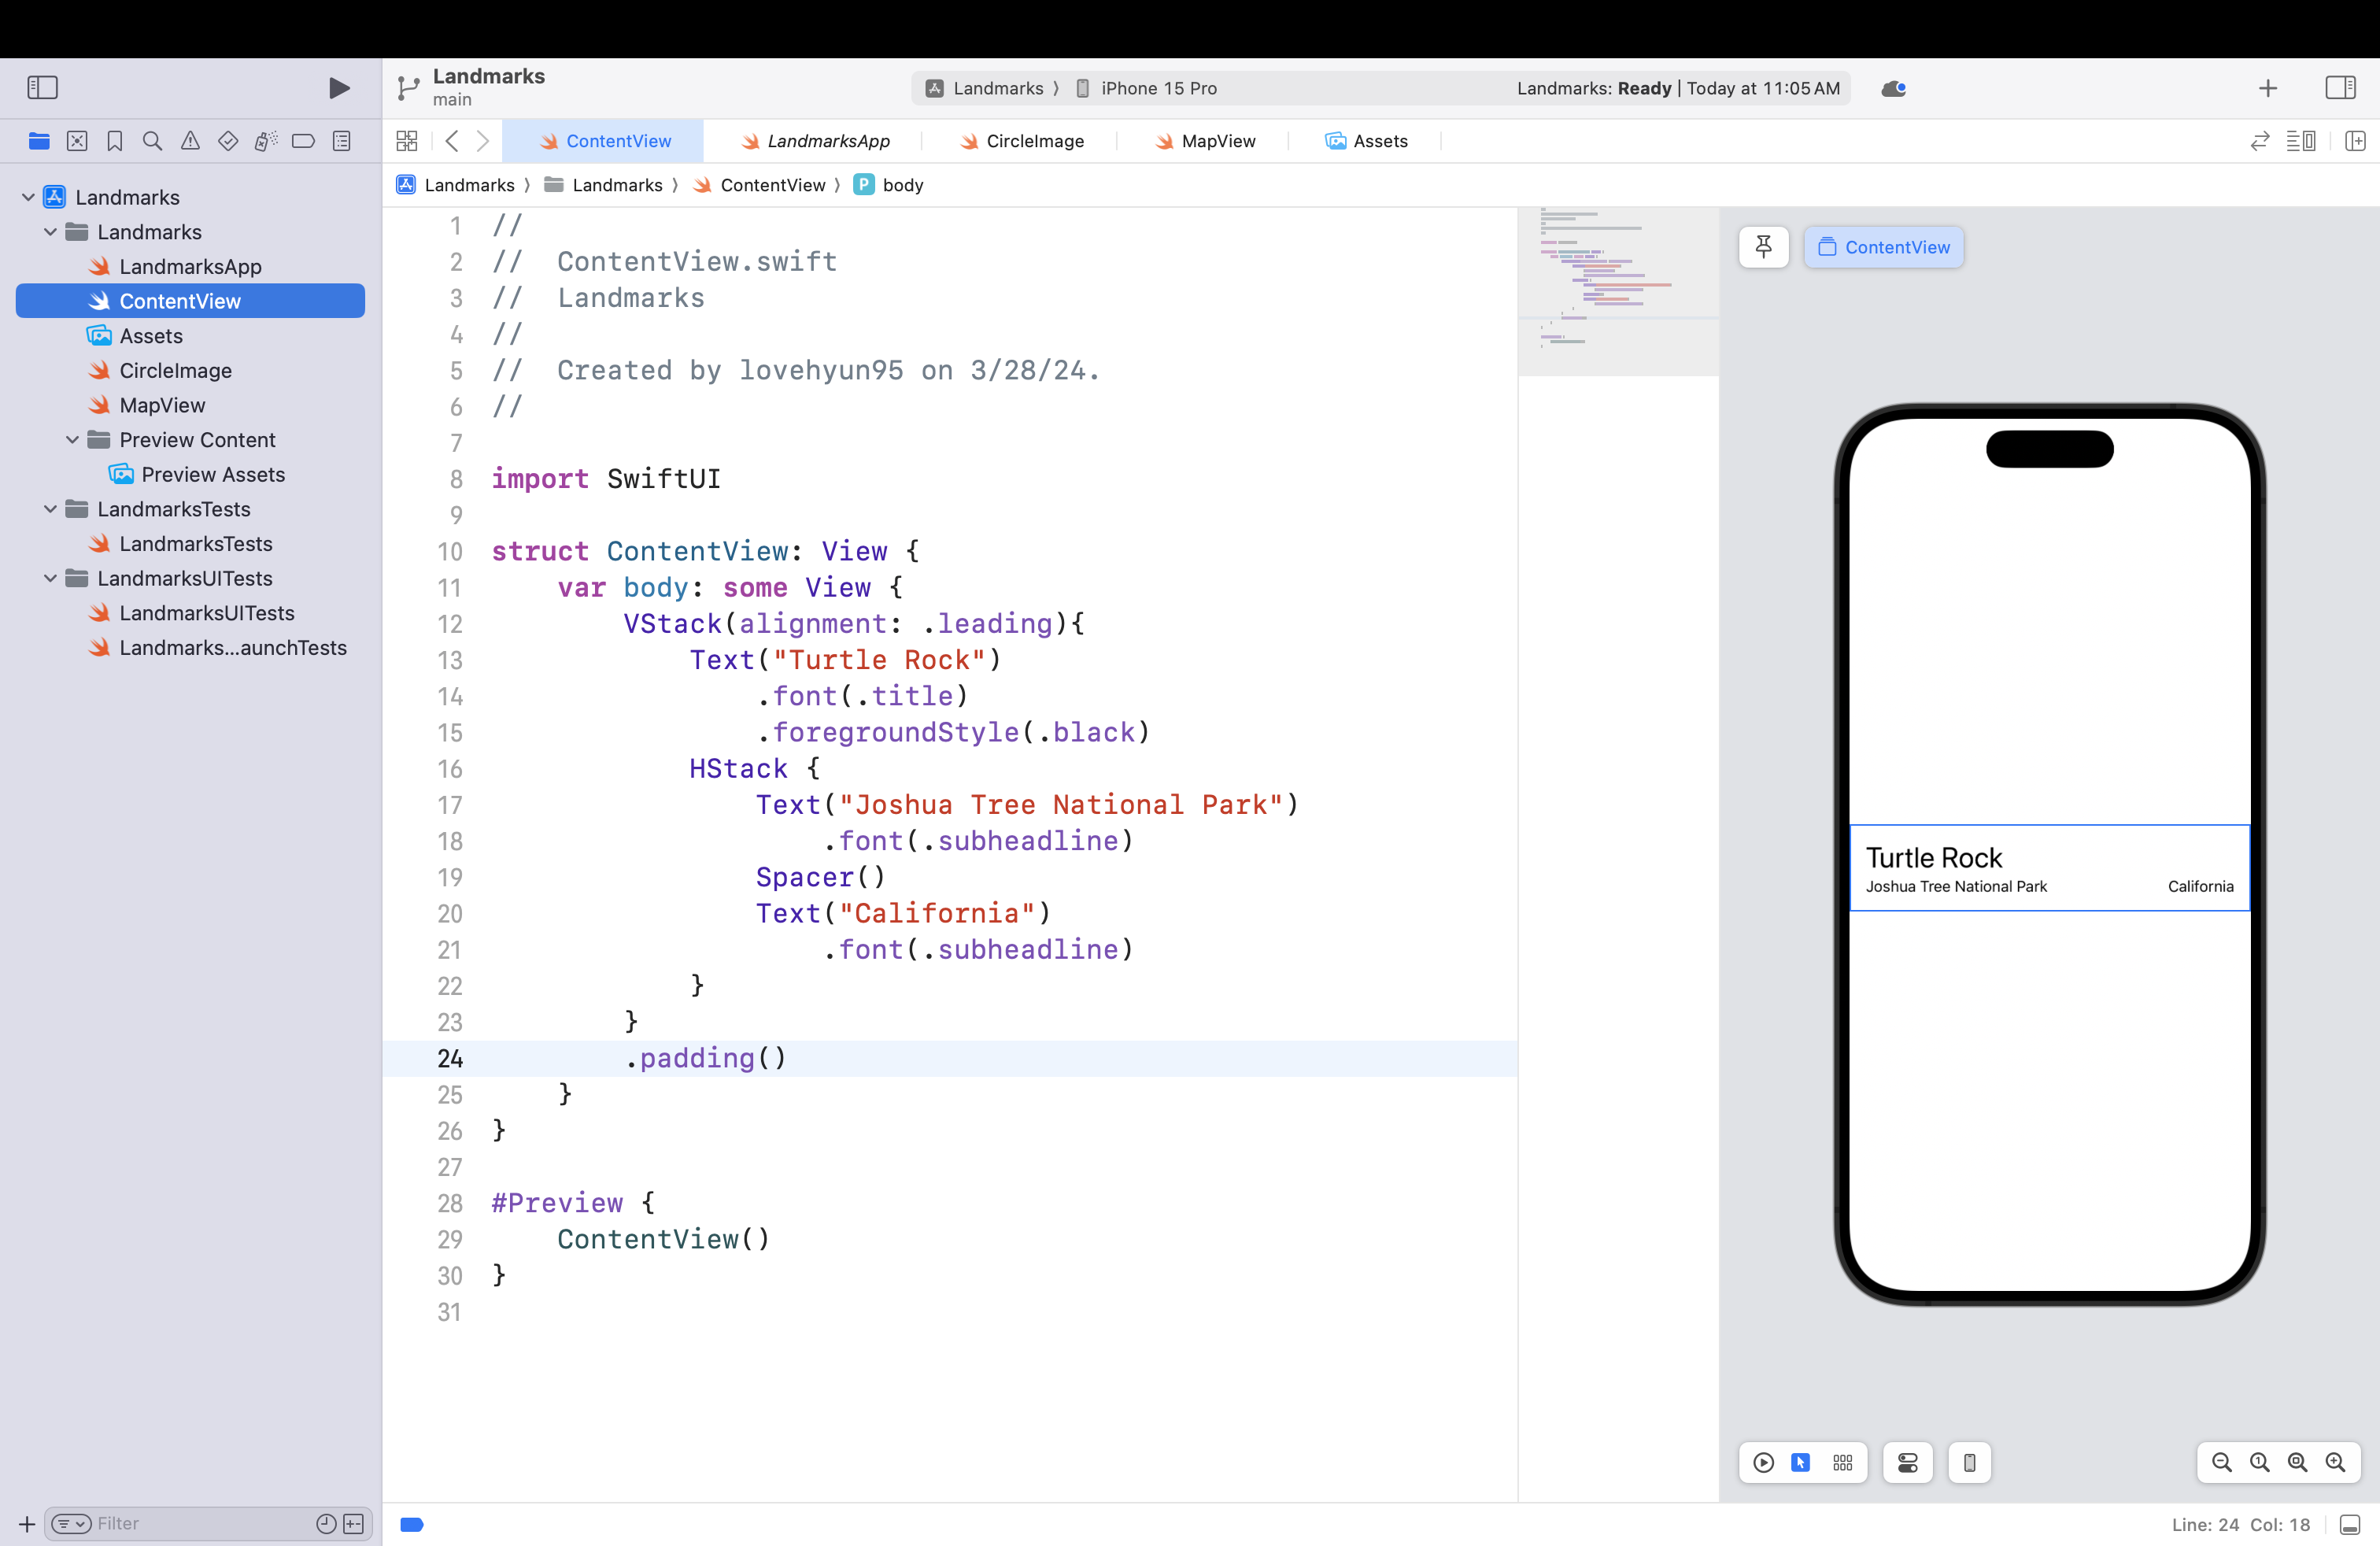 Landmarks
main
Landmarks
iPhone 15 Pro
Landmarks: Ready | Today at 11:05 AM
ContentView
LandmarksApp
CircleImage
MapView
Assets
Landmarks
Landmarks
ContentView
P
body
Landmarks
Landmarks
LandmarksApp
ContentView
Assets
CircleImage
MapView
Preview Content
Preview Assets
LandmarksTests
LandmarksTests
LandmarksUITests
LandmarksUITests
Landmarks...aunchTests
Filter
1 //
2 //  ContentView.swift
3 //  Landmarks
4 //
5 //  Created by lovehyun95 on 3/28/24.
6 //
7
8 import SwiftUI
9
10 struct ContentView: View {
11     var body: some View {
12         VStack(alignment: .leading){
13             Text("Turtle Rock")
14                 .font(.title)
15                 .foregroundStyle(.black)
16             HStack {
17                 Text("Joshua Tree National Park")
18                     .font(.subheadline)
19                 Spacer()
20                 Text("California")
21                     .font(.subheadline)
22             }
23         }
24         .padding()
25     }
26 }
27
28 #Preview {
29     ContentView()
30 }
31
ContentView
Turtle Rock
Joshua Tree National Park
California
Line: 24 Col: 18